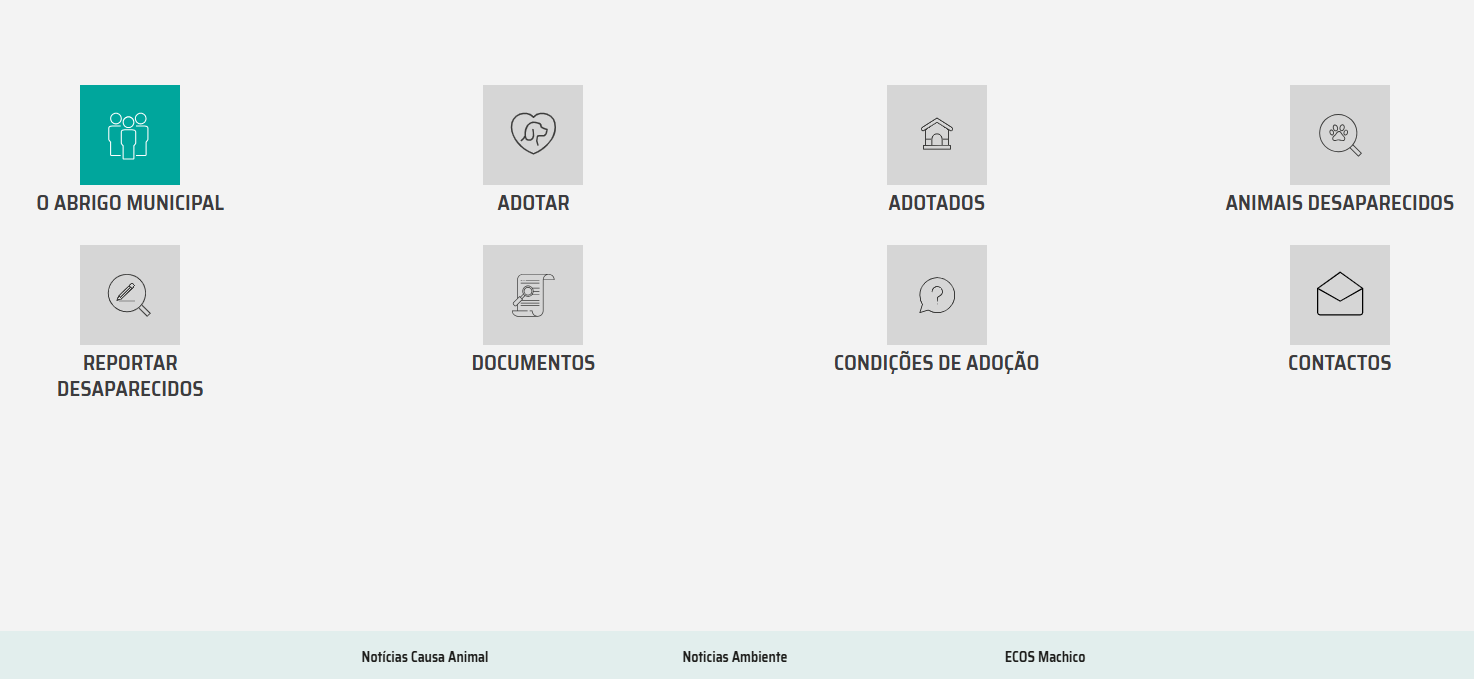 O ABRIGO MUNICIPAL
ADOTAR
ADOTADOS
ANIMAIS DESAPARECIDOS
REPORTAR
DESAPARECIDOS
DOCUMENTOS
CONDIÇÕES DE ADOÇÃO
CONTACTOS
Notícias Causa Animal
Noticias Ambiente
ECOS Machico